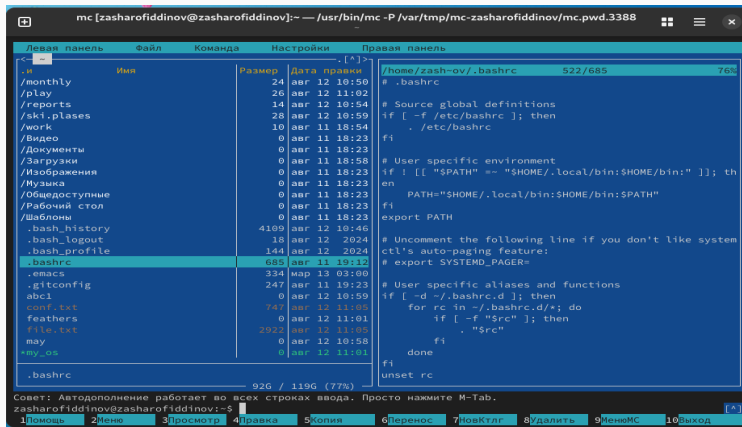 mc [zasharofiddinov@zasharofiddinov]:~ — /usr/bin/mc -P /var/tmp/mc-zasharofiddinov/mc.pwd.3388
Левая панель Файл Команда Настройки Правая панель
<- ~ .[^]>
.и Имя Размер Дата правки
/monthly 24 авг 12 10:50
/play 26 авг 12 11:02
/reports 14 авг 12 10:54
/ski.plases 28 авг 12 10:59
/work 10 авг 11 18:54
/Видео 0 авг 11 18:23
/Документы 0 авг 11 18:23
/Загрузки 0 авг 11 18:58
/Изображения 0 авг 11 18:23
/Музыка 0 авг 11 18:23
/Общедоступные 0 авг 11 18:23
/Рабочий стол 0 авг 11 18:23
/Шаблоны 0 авг 11 18:23
.bash_history 4109 авг 12 10:46
.bash_logout 18 авг 12 2024
.bash_profile 144 авг 12 2024
.bashrc 685 авг 11 19:12
.emacs 334 мар 13 03:00
.gitconfig 247 авг 11 19:23
abc1 0 авг 12 10:59
conf.txt 747 авг 12 11:05
feathers 0 авг 12 11:01
file.txt 2922 авг 12 11:05
may 0 авг 12 10:58
*my_os 0 авг 12 11:01
.bashrc
92G / 119G (77%)
/home/zash~ov/.bashrc 522/685 76%
# .bashrc
# Source global definitions
if [ -f /etc/bashrc ]; then
. /etc/bashrc
fi
# User specific environment
if ! [[ "$PATH" =~ "$HOME/.local/bin:$HOME/bin:" ]]; th
en
PATH="$HOME/.local/bin:$HOME/bin:$PATH"
fi
export PATH
# Uncomment the following line if you don't like system
ctl's auto-paging feature:
# export SYSTEMD_PAGER=
# User specific aliases and functions
if [ -d ~/.bashrc.d ]; then
for rc in ~/.bashrc.d/*; do
if [ -f "$rc" ]; then
. "$rc"
fi
done
fi
unset rc
Совет: Автодополнение работает во всех строках ввода. Просто нажмите M-Tab.
zasharofiddinov@zasharofiddinov:~$ [^]
1Помощь 2Меню 3Просмотр 4Правка 5Копия 6Перенос 7НовКтлг 8Удалить 9МенюMC 10Выход